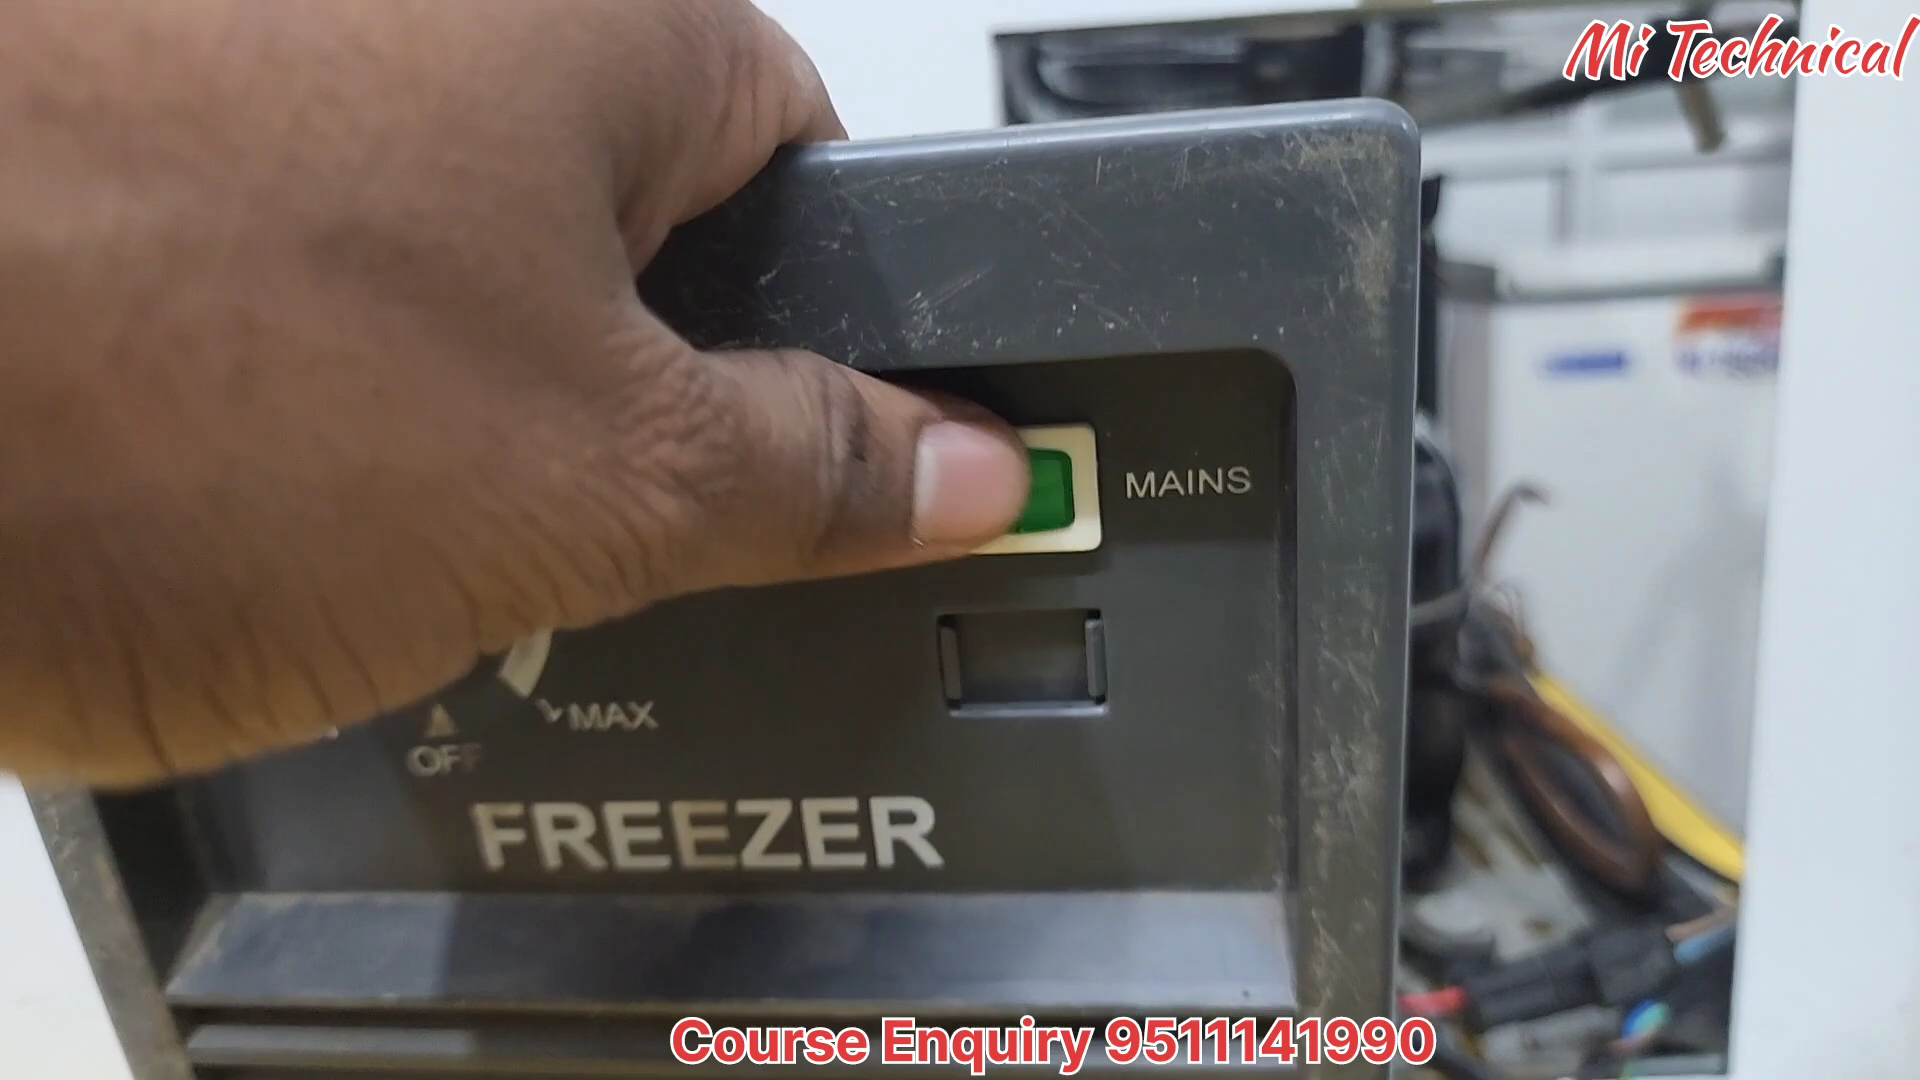 Mi Technical
MAINS
MAX
OFF
FREEZER
Course Enquiry 9511141990